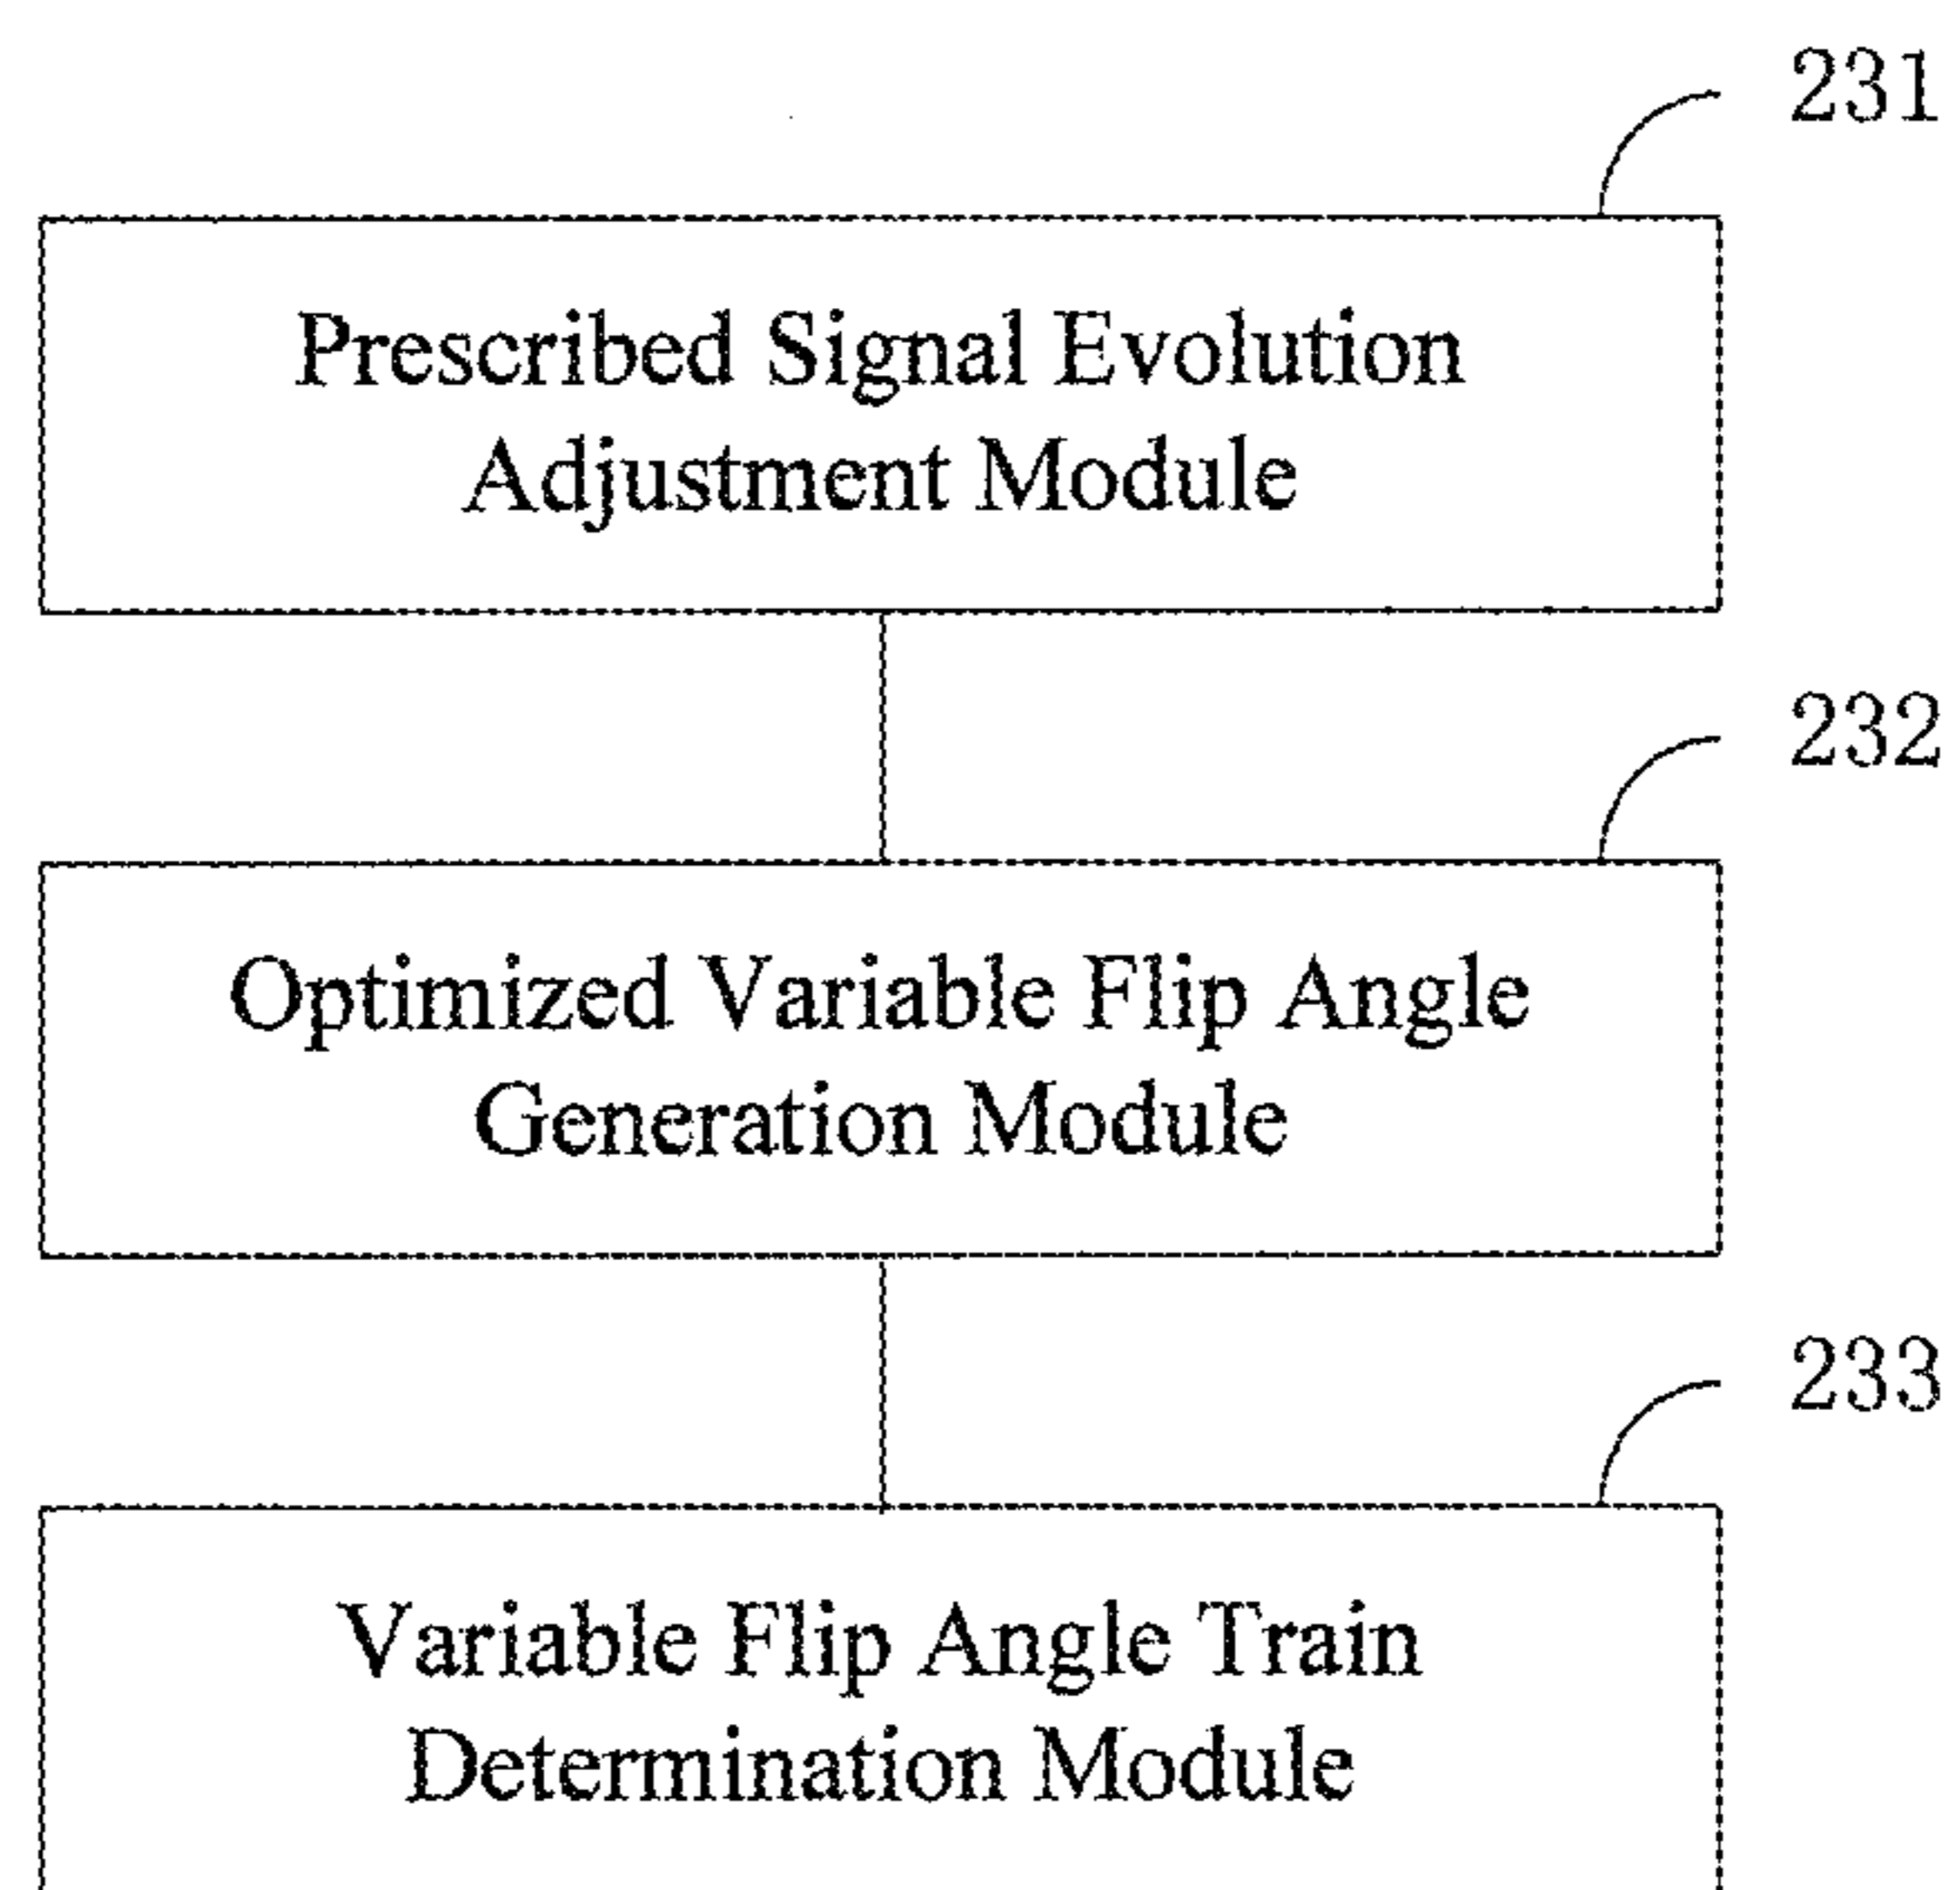 231
Prescribed Signal Evolution
Adjustment Module
232
Optimized Variable Flip Angle
Generation Module
233
Variable Flip Angle Train
Determination Module